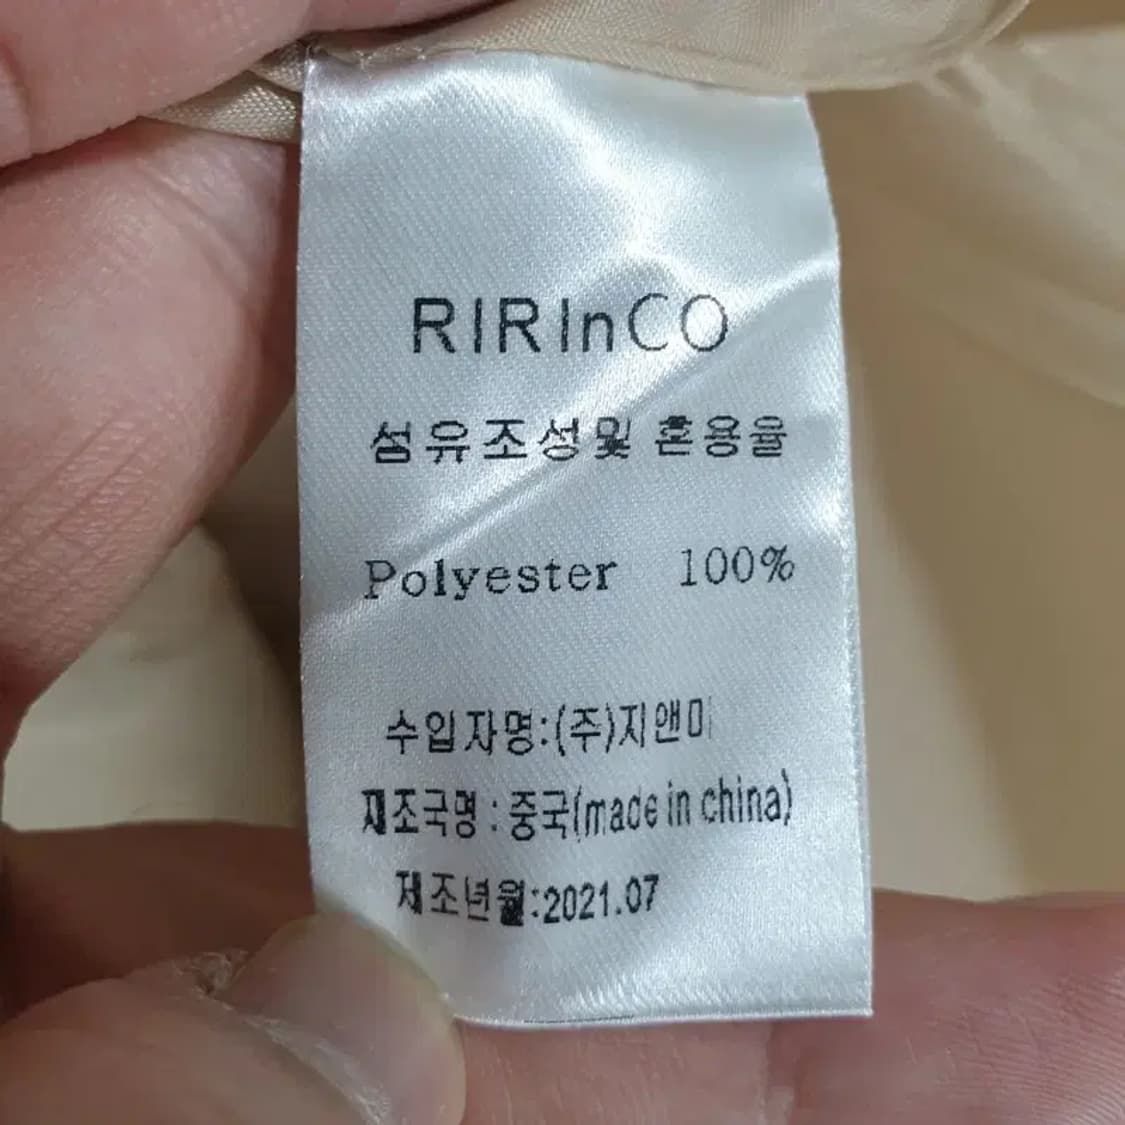 RIRInCO
섬유조성및 혼용율
Polyester 100%
수입자명:(주)지앤미
제조국명:중국(made in china)
제조년월:2021.07